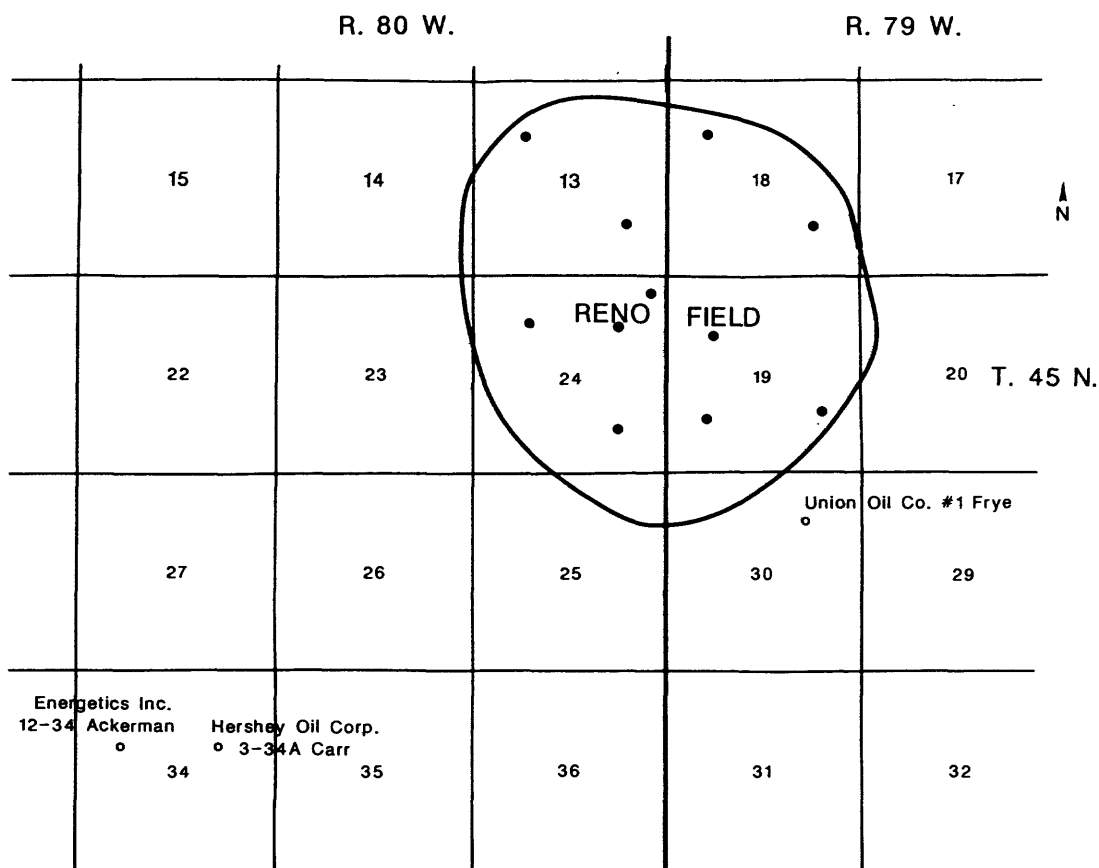 R. 80 W.
R. 79 W.
15
14
13
18
17
N
RENO FIELD
22
23
24
19
20
T. 45 N.
Union Oil Co. #1 Frye
27
26
25
30
29
Energetics Inc.
12-34 Ackerman
Hershey Oil Corp.
3-34A Carr
34
35
36
31
32